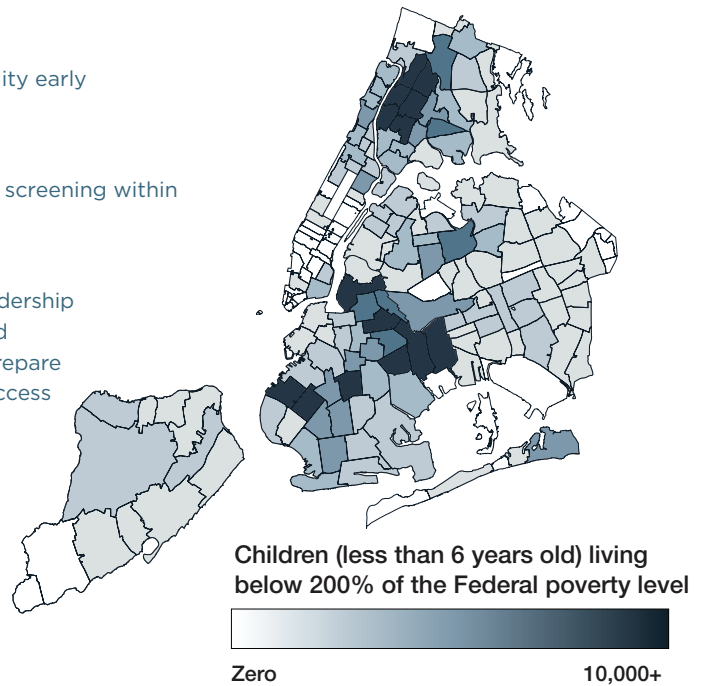 ity early
screening within
dership
d
repare
ccess
Children (less than 6 years old) living
below 200% of the Federal poverty level
Zero
10,000+